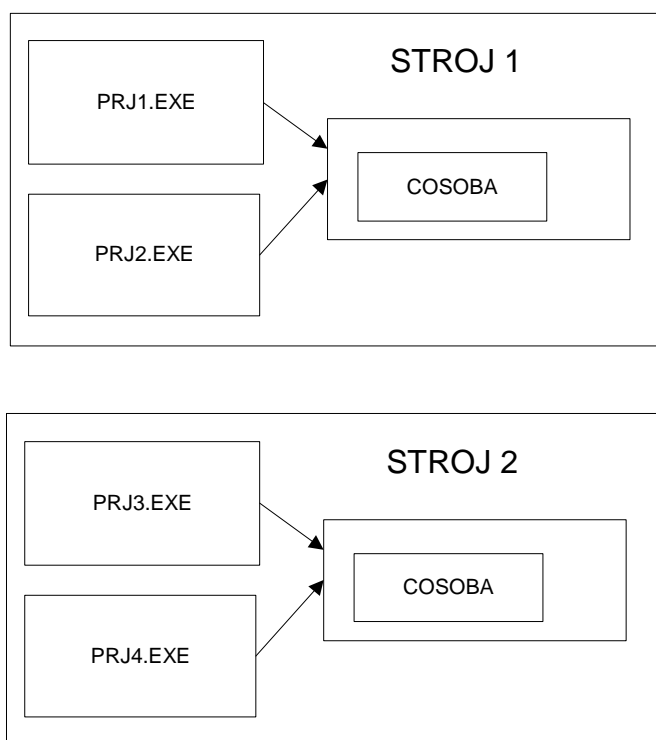 STROJ 1
PRJ1.EXE
COSOBA
PRJ2.EXE
STROJ 2
PRJ3.EXE
COSOBA
PRJ4.EXE